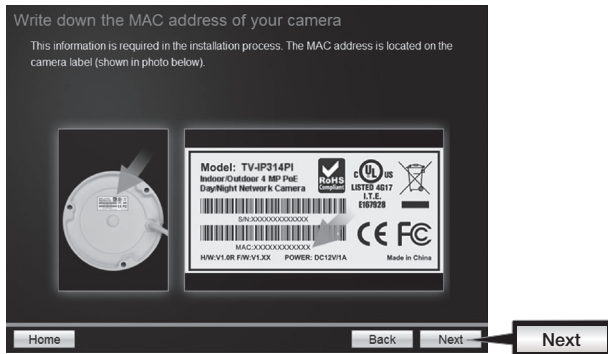 Write down the MAC address of your camera
This information is required in the installation process. The MAC address is located on the
camera label (shown in photo below).
Model: TV-IP314PI
Indoor/Outdoor 4 MP PoE
Day/Night Network Camera
RoHS
Compliant
C UL US
LISTED 4G17
I.T.E.
E167928
S/N:XXXXXXXXXXXXX
MAC:XXXXXXXXXXXX
CE FC
H/W:V1.0R F/W:V1.XX POWER: DC12V/1A Made in China
Home Back Next Next